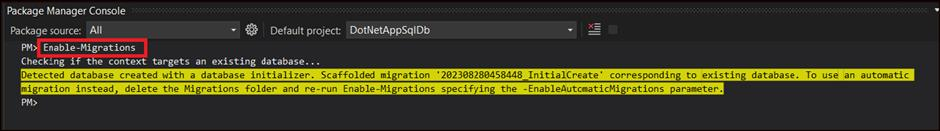 Package Manager Console
Package source: All Default project: DotNetAppSqlDb
PM> Enable-Migrations
Checking if the context targets an existing database...
Detected database created with a database initializer. Scaffolded migration '202308280458448_InitialCreate' corresponding to existing database. To use an automatic
migration instead, delete the Migrations folder and re-run Enable-Migrations specifying the -EnableAutomaticMigrations parameter.
PM>